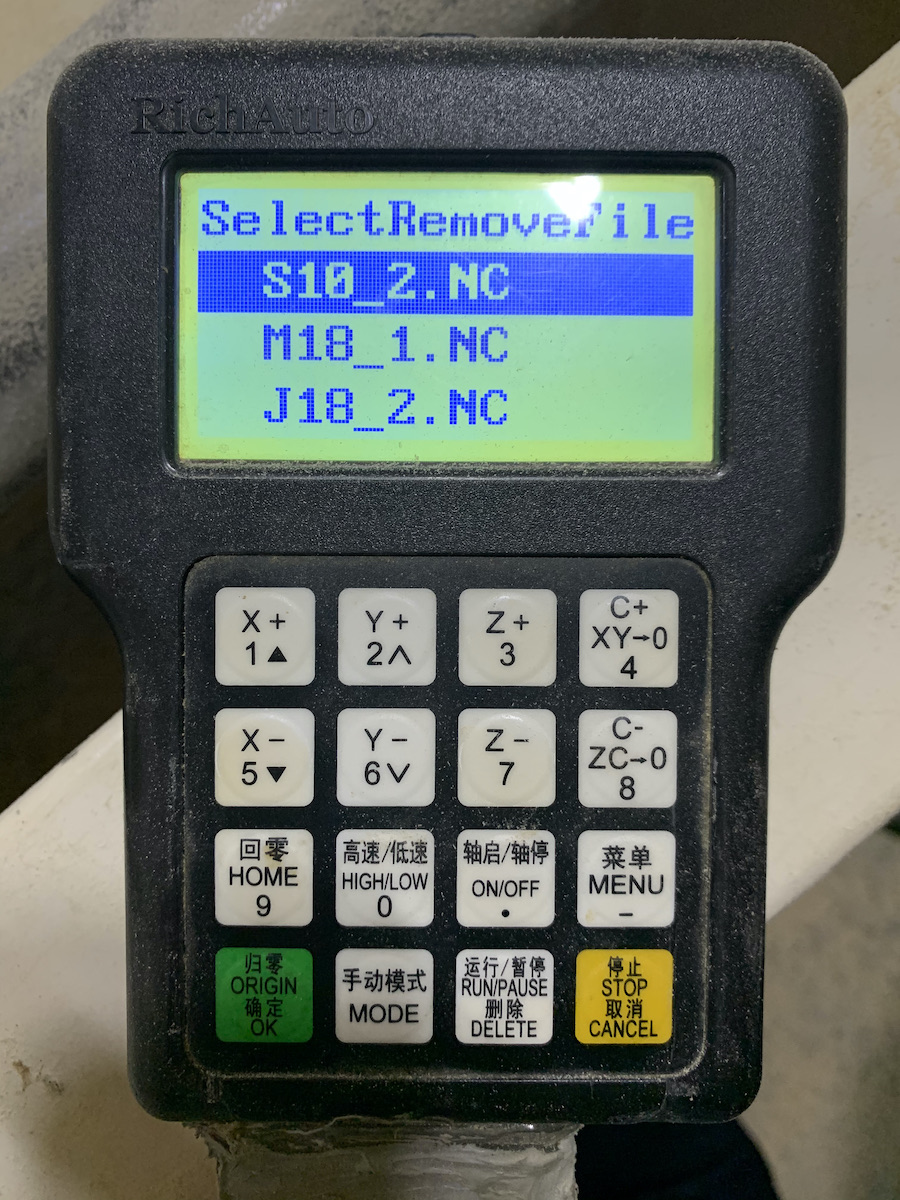 RichAuto
SelectRemoveFile
S10_2.NC
M18_1.NC
J18_2.NC
X+
1▲
Y+
2∧
Z+
3
C+
XY→0
4
X−
5▼
Y−
6∨
Z−
7
C-
ZC→0
8
回零
HOME
9
高速/低速
HIGH/LOW
0
轴启/轴停
ON/OFF
•
菜单
MENU
−
归零
ORIGIN
确定
OK
手动模式
MODE
运行/暂停
RUN/PAUSE
删除
DELETE
停止
STOP
取消
CANCEL